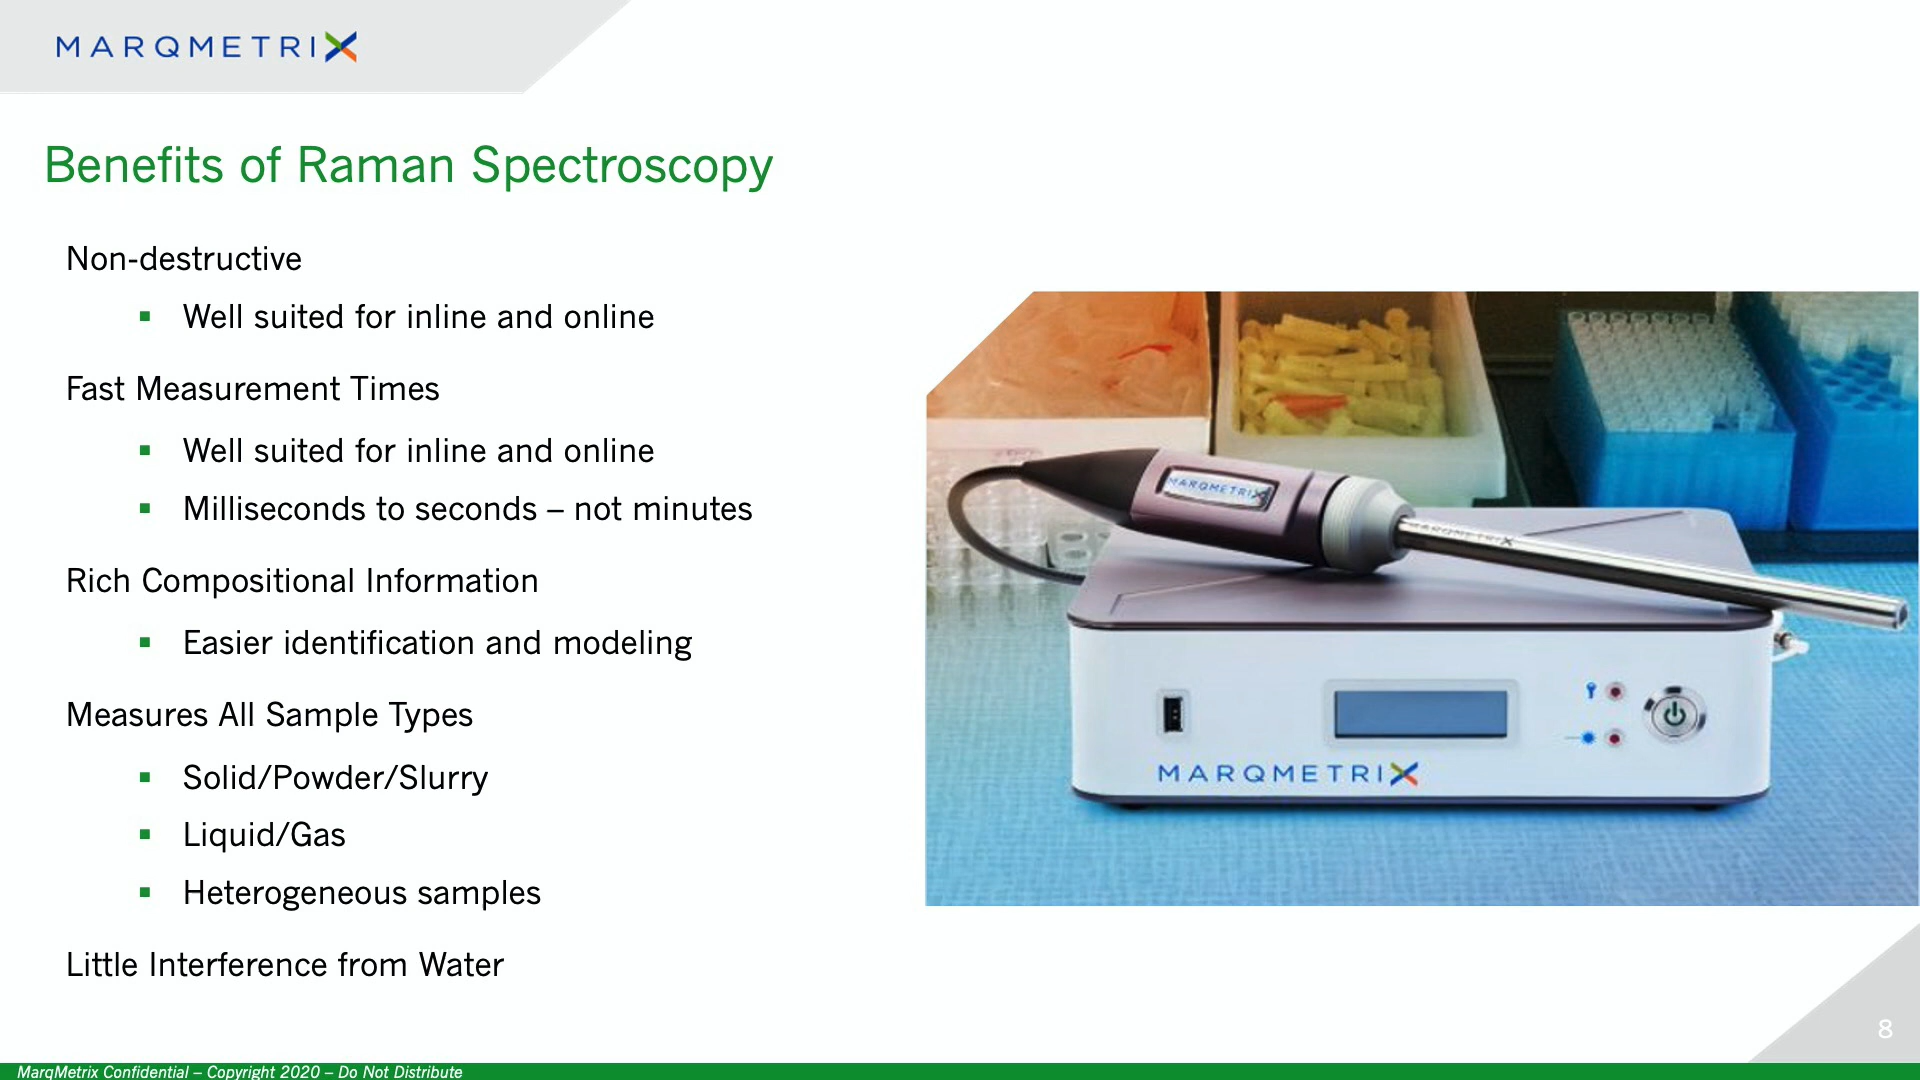 MARQMETRIX
Benefits of Raman Spectroscopy
Non-destructive
▪ Well suited for inline and online
Fast Measurement Times
▪ Well suited for inline and online
▪ Milliseconds to seconds – not minutes
Rich Compositional Information
▪ Easier identification and modeling
Measures All Sample Types
▪ Solid/Powder/Slurry
▪ Liquid/Gas
▪ Heterogeneous samples
Little Interference from Water
MARQMETRIX
MARQMETRIX
MARQMETRIX
8
MarqMetrix Confidential – Copyright 2020 – Do Not Distribute